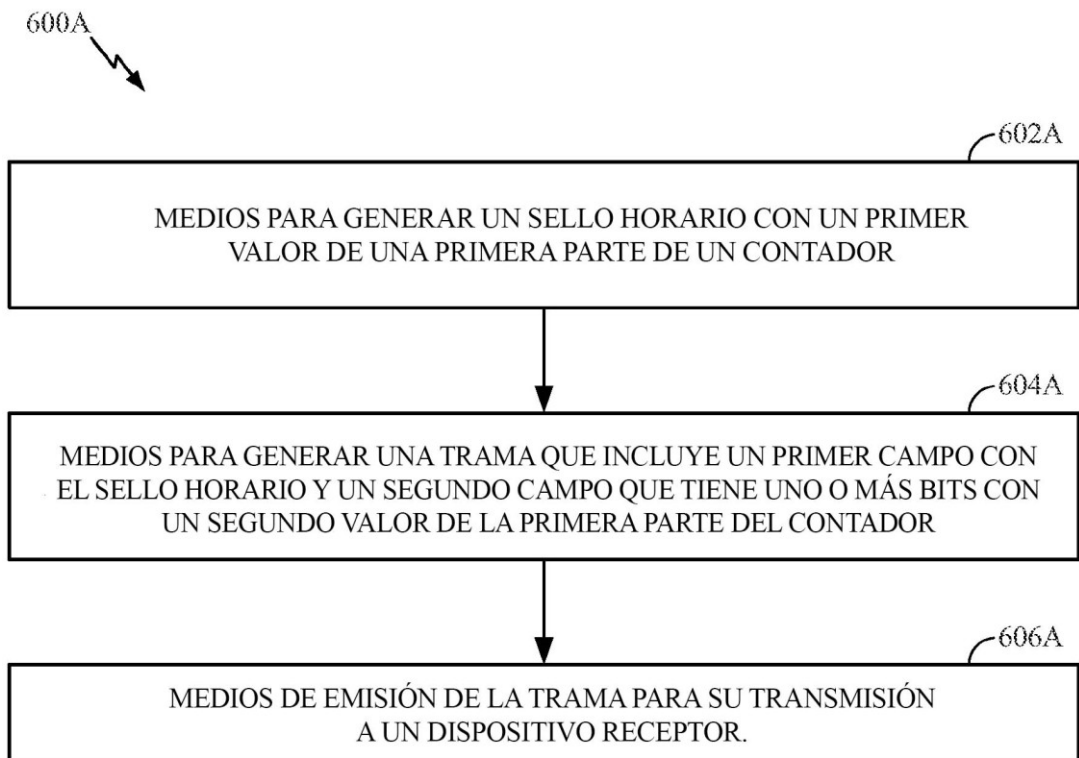 600A
602A
MEDIOS PARA GENERAR UN SELLO HORARIO CON UN PRIMER
VALOR DE UNA PRIMERA PARTE DE UN CONTADOR
604A
MEDIOS PARA GENERAR UNA TRAMA QUE INCLUYE UN PRIMER CAMPO CON
EL SELLO HORARIO Y UN SEGUNDO CAMPO QUE TIENE UNO O MÁS BITS CON
UN SEGUNDO VALOR DE LA PRIMERA PARTE DEL CONTADOR
606A
MEDIOS DE EMISIÓN DE LA TRAMA PARA SU TRANSMISIÓN
A UN DISPOSITIVO RECEPTOR.